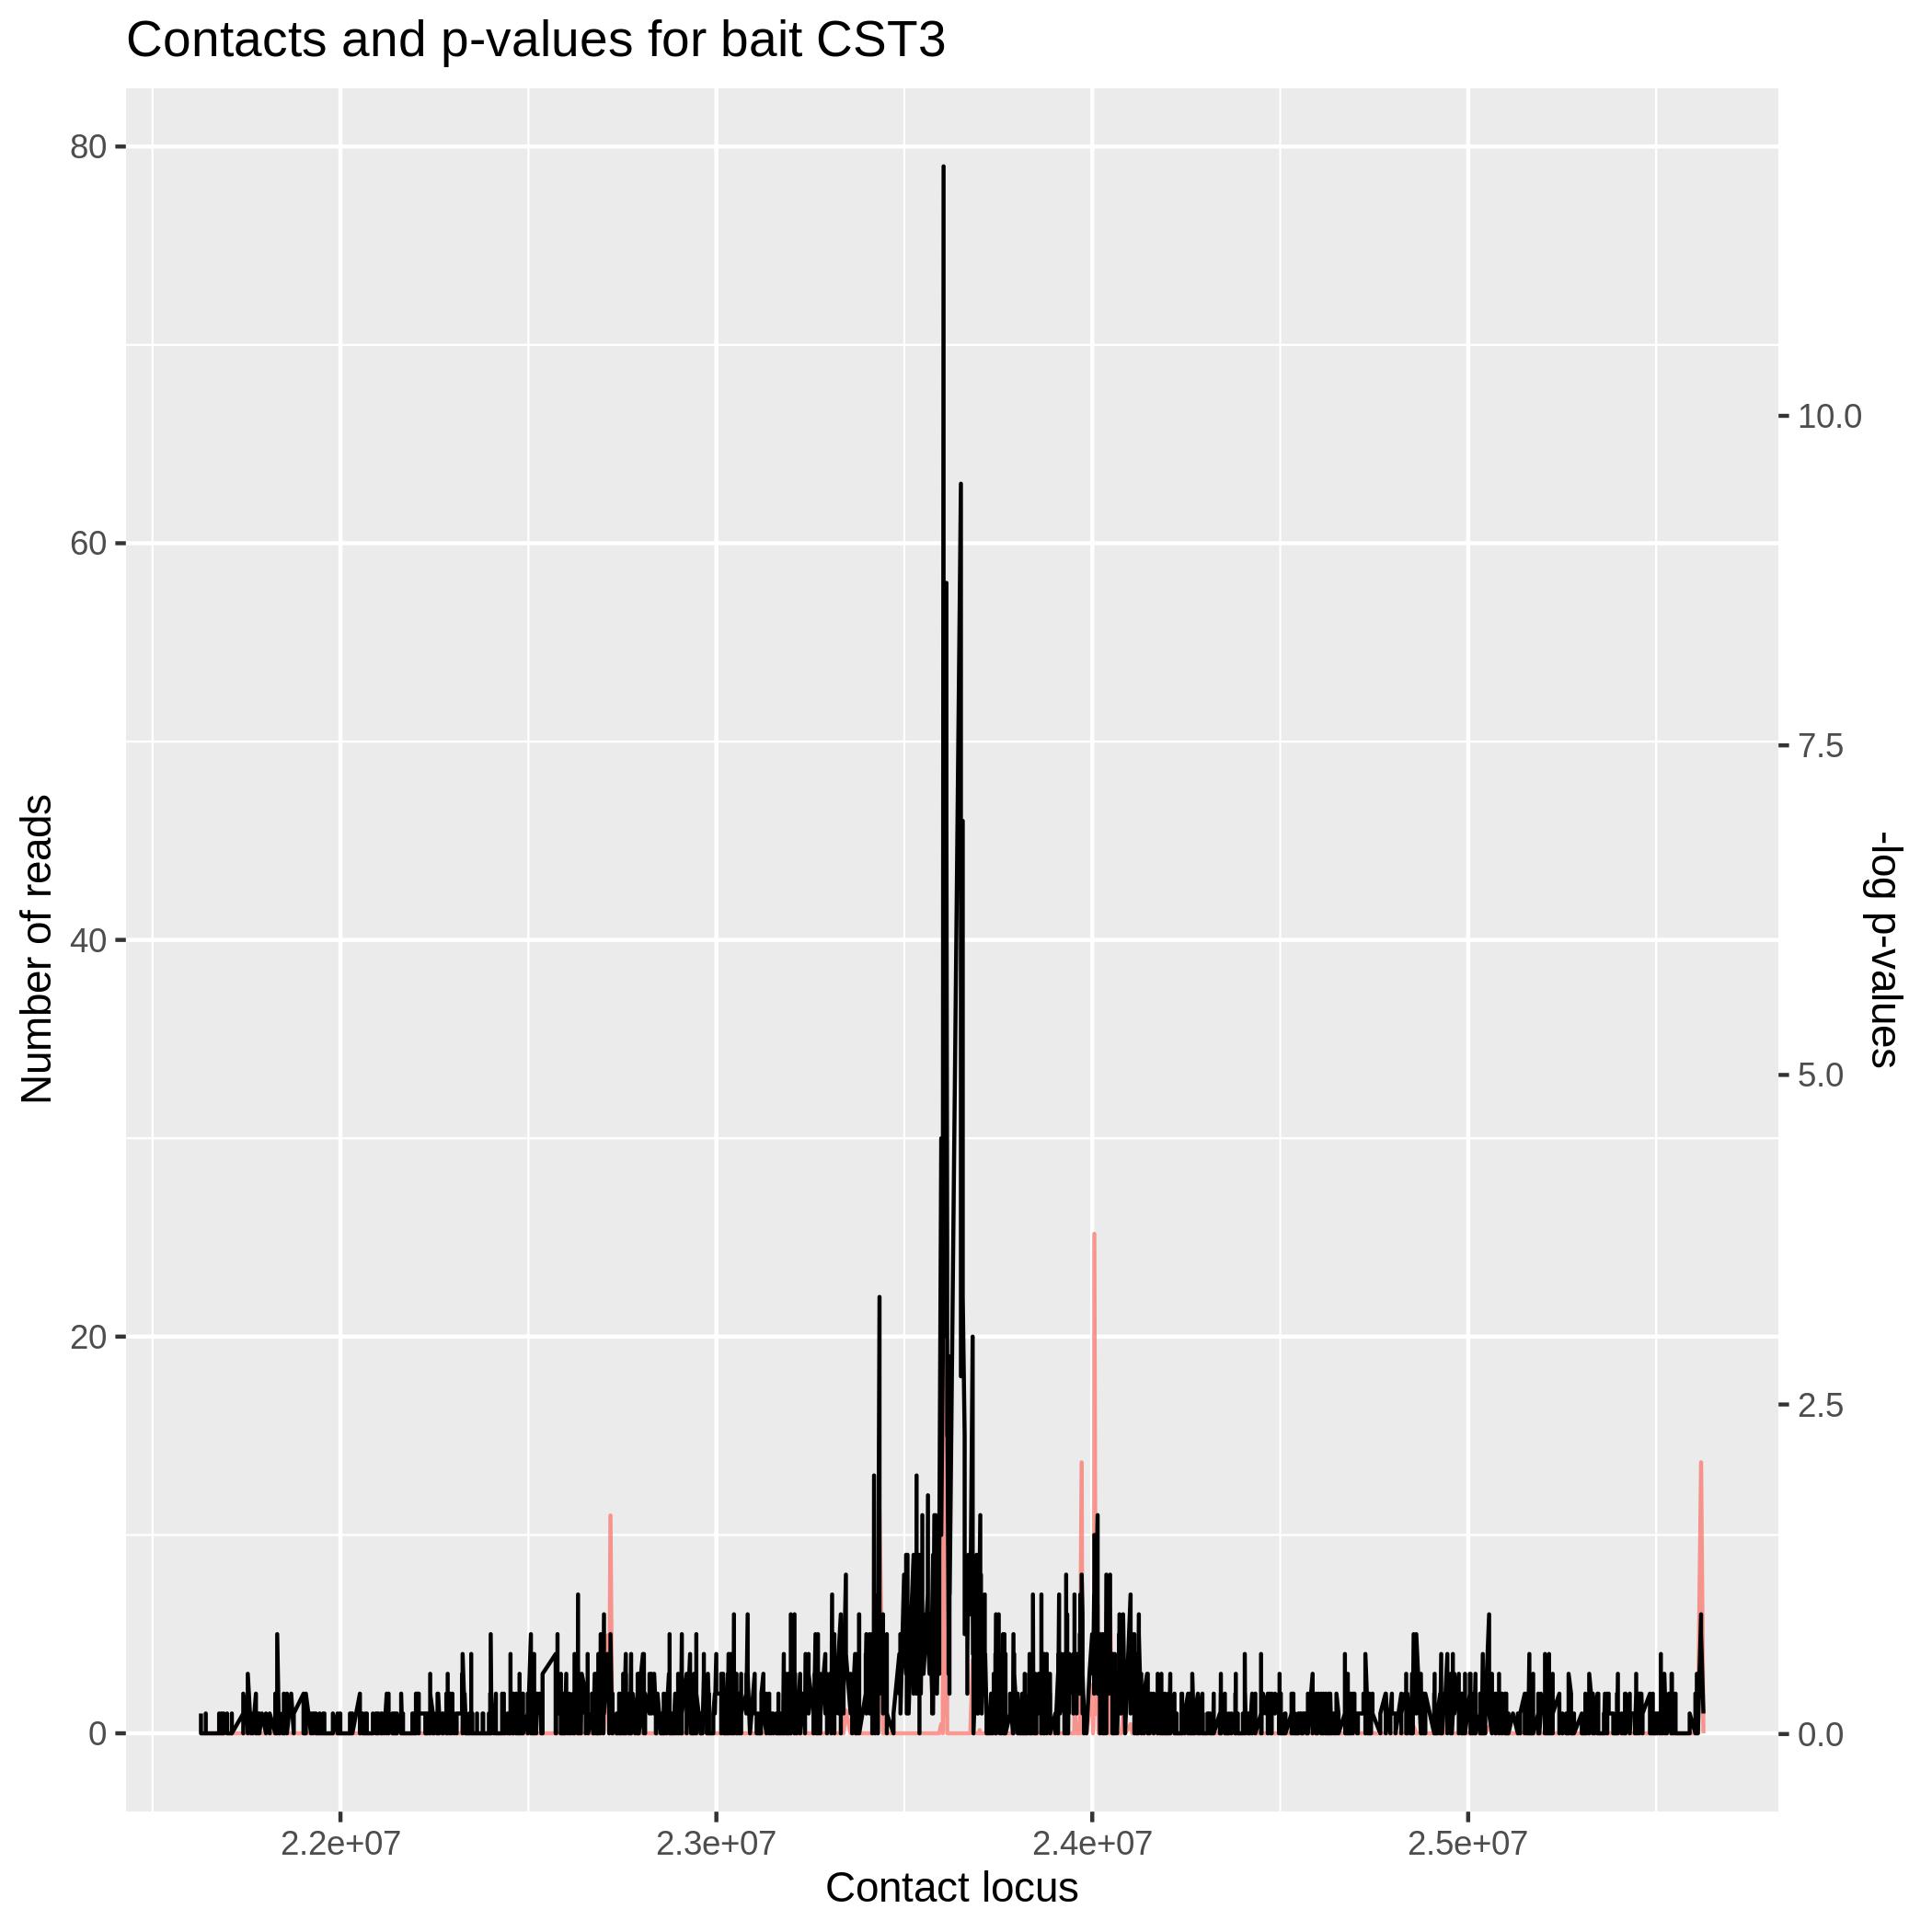 Contacts and p-values for bait CST3
80
60
40
20
0
Number of reads
10.0
7.5
5.0
2.5
0.0
-log p-values
2.2e+07
2.3e+07
2.4e+07
2.5e+07
Contact locus